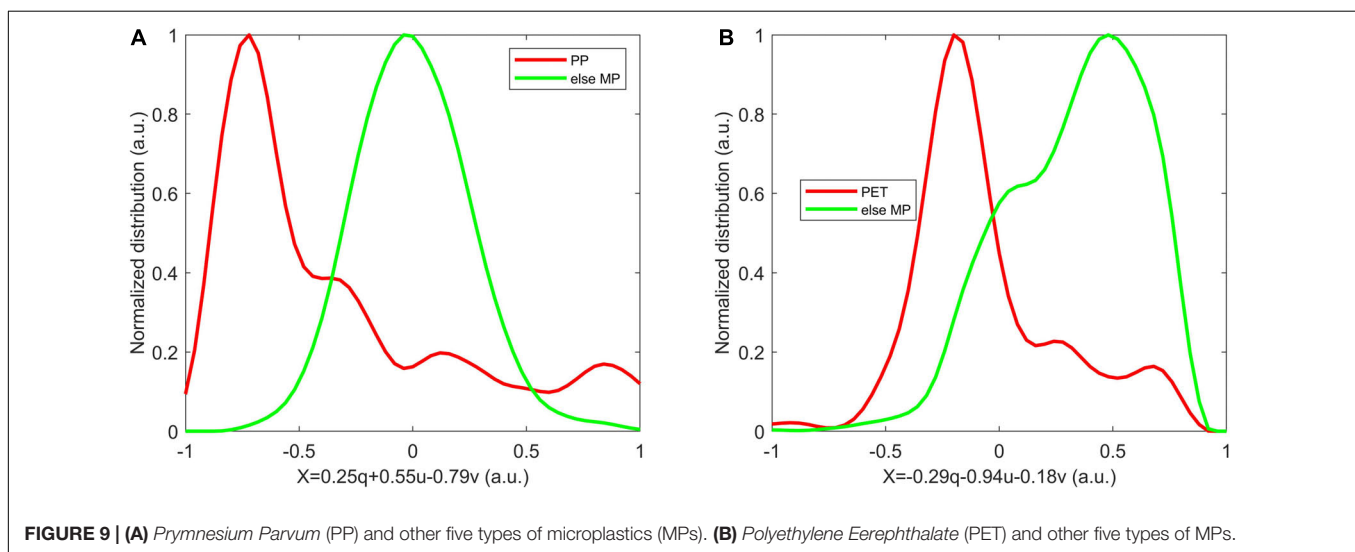 A
PP
else MP
Normalized distribution (a.u.)
1
0.8
0.6
0.4
0.2
0
-1
-0.5
0
0.5
1
X=0.25q+0.55u-0.79v (a.u.)
B
PET
else MP
Normalized distribution (a.u.)
1
0.8
0.6
0.4
0.2
0
-1
-0.5
0
0.5
1
X=-0.29q-0.94u-0.18v (a.u.)
FIGURE 9 | (A) Prymnesium Parvum (PP) and other five types of microplastics (MPs). (B) Polyethylene Eerephthalate (PET) and other five types of MPs.